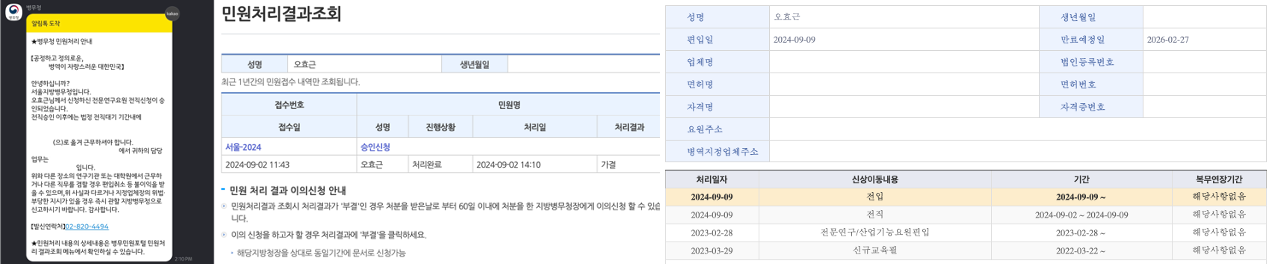 병무청
알림톡 도착
kakao
★병무청 민원처리 안내
【공정하고 정의로운,
병역이 자랑스러운 대한민국】
안녕하십니까?
서울지방병무청입니다.
오효근님께서 신청하신 전문연구요원 전직신청이 승
인되었습니다.
전직승인 이후에는 법정 전직대기 기간내에
(으)로 옮겨 근무하셔야 합니다.
에서 귀하의 담당
업무는
입니다.
위와 다른 장소의 연구기관 또는 대학원에서 근무하
거나 다른 직무를 겸할 경우 편입취소 등 불이익을 받
을 수 있으며,위 사실과 다르거나 지정업체장의 위법·
부당한 지시가 있을 경우 즉시 관할 지방병무청으로
신고하시기 바랍니다. 감사합니다.
【발신연락처】02-820-4494
★민원처리 내용의 상세내용은 병무민원포털 민원처
리 결과조회 메뉴에서 확인하실 수 있습니다.
2:10 PM
민원처리결과조회
성명 오효근 생년월일
최근 1년간의 민원접수 내역만 조회됩니다.
접수번호 민원명
접수일 성명 진행상황 처리일 처리결과
서울-2024 승인신청
2024-09-02 11:43 오효근 처리완료 2024-09-02 14:10 가결
민원 처리 결과 이의신청 안내
민원처리결과 조회시 처리결과가 '부결'인 경우 처분을 받은날로 부터 60일 이내에 처분을 한 지방병무청장에게 이의신청 할 수 있습
니다.
이의 신청을 하고자 할 경우 처리결과에 '부결'을 클릭하세요.
· 해당지방청장을 상대로 동일기간에 문서로 신청가능
성명 오효근 생년월일
편입일 2024-09-09 만료예정일 2026-02-27
업체명 법인등록번호
면허명 면허번호
자격명 자격증번호
요원주소
병역지정업체주소
처리일자 신상이동내용 기간 복무연장기간
2024-09-09 전입 2024-09-09 ~ 해당사항없음
2024-09-09 전직 2024-09-02 ~ 2024-09-09 해당사항없음
2023-02-28 전문연구/산업기능요원편입 2023-02-28 ~ 해당사항없음
2023-03-29 신규교육필 2022-03-22 ~ 해당사항없음